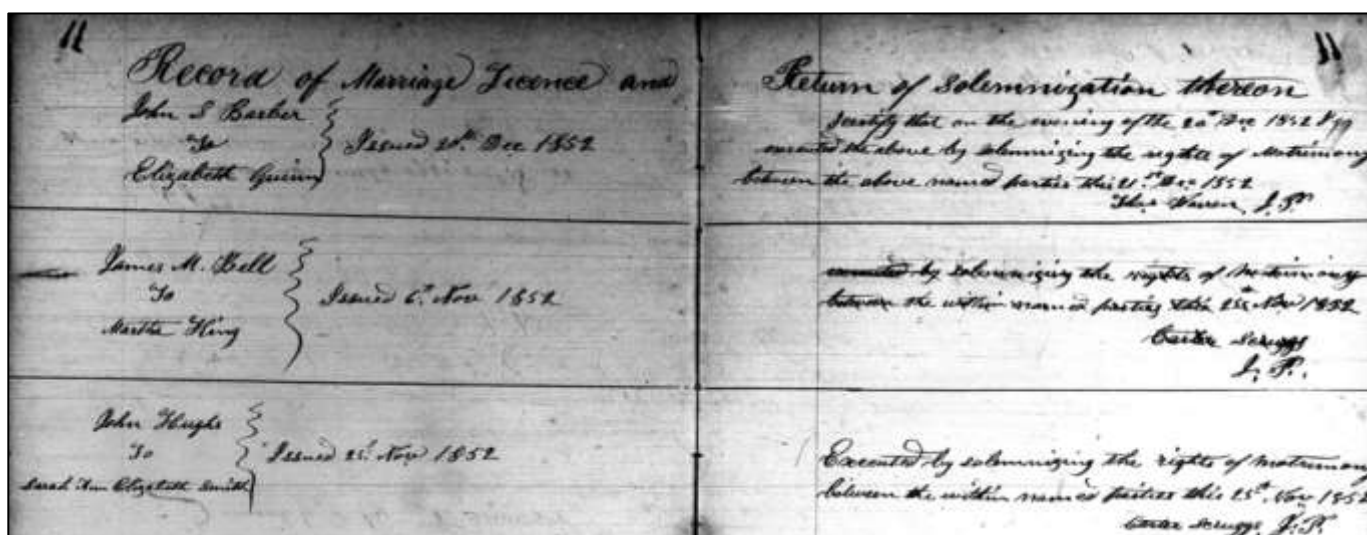 11
Record of Marriage Licence and
John S Barber
To
Elizabeth Guinn
Issued 20th Dec 1852
James M. Bell
To
Martha King
Issued 6th Nov 1852
John Hughs
To
Sarah Ann Elizabeth Smith
Issued 25th Nov 1852
11
Return of Solemnization thereon
I certify that on the evening of the 20th Dec 1852 I
executed the above by solemnizing the rights of Matrimony
between the above named parties this 21st Dec 1852
Warren J.P.
executed by solemnizing the rights of Matrimony
between the within named parties this 25th Nov 1852
Carter Scruggs
J. P.
Executed by solemnizing the rights of matrimony
between the within named parties this 25th Nov 1852
Carter Scruggs J.P.